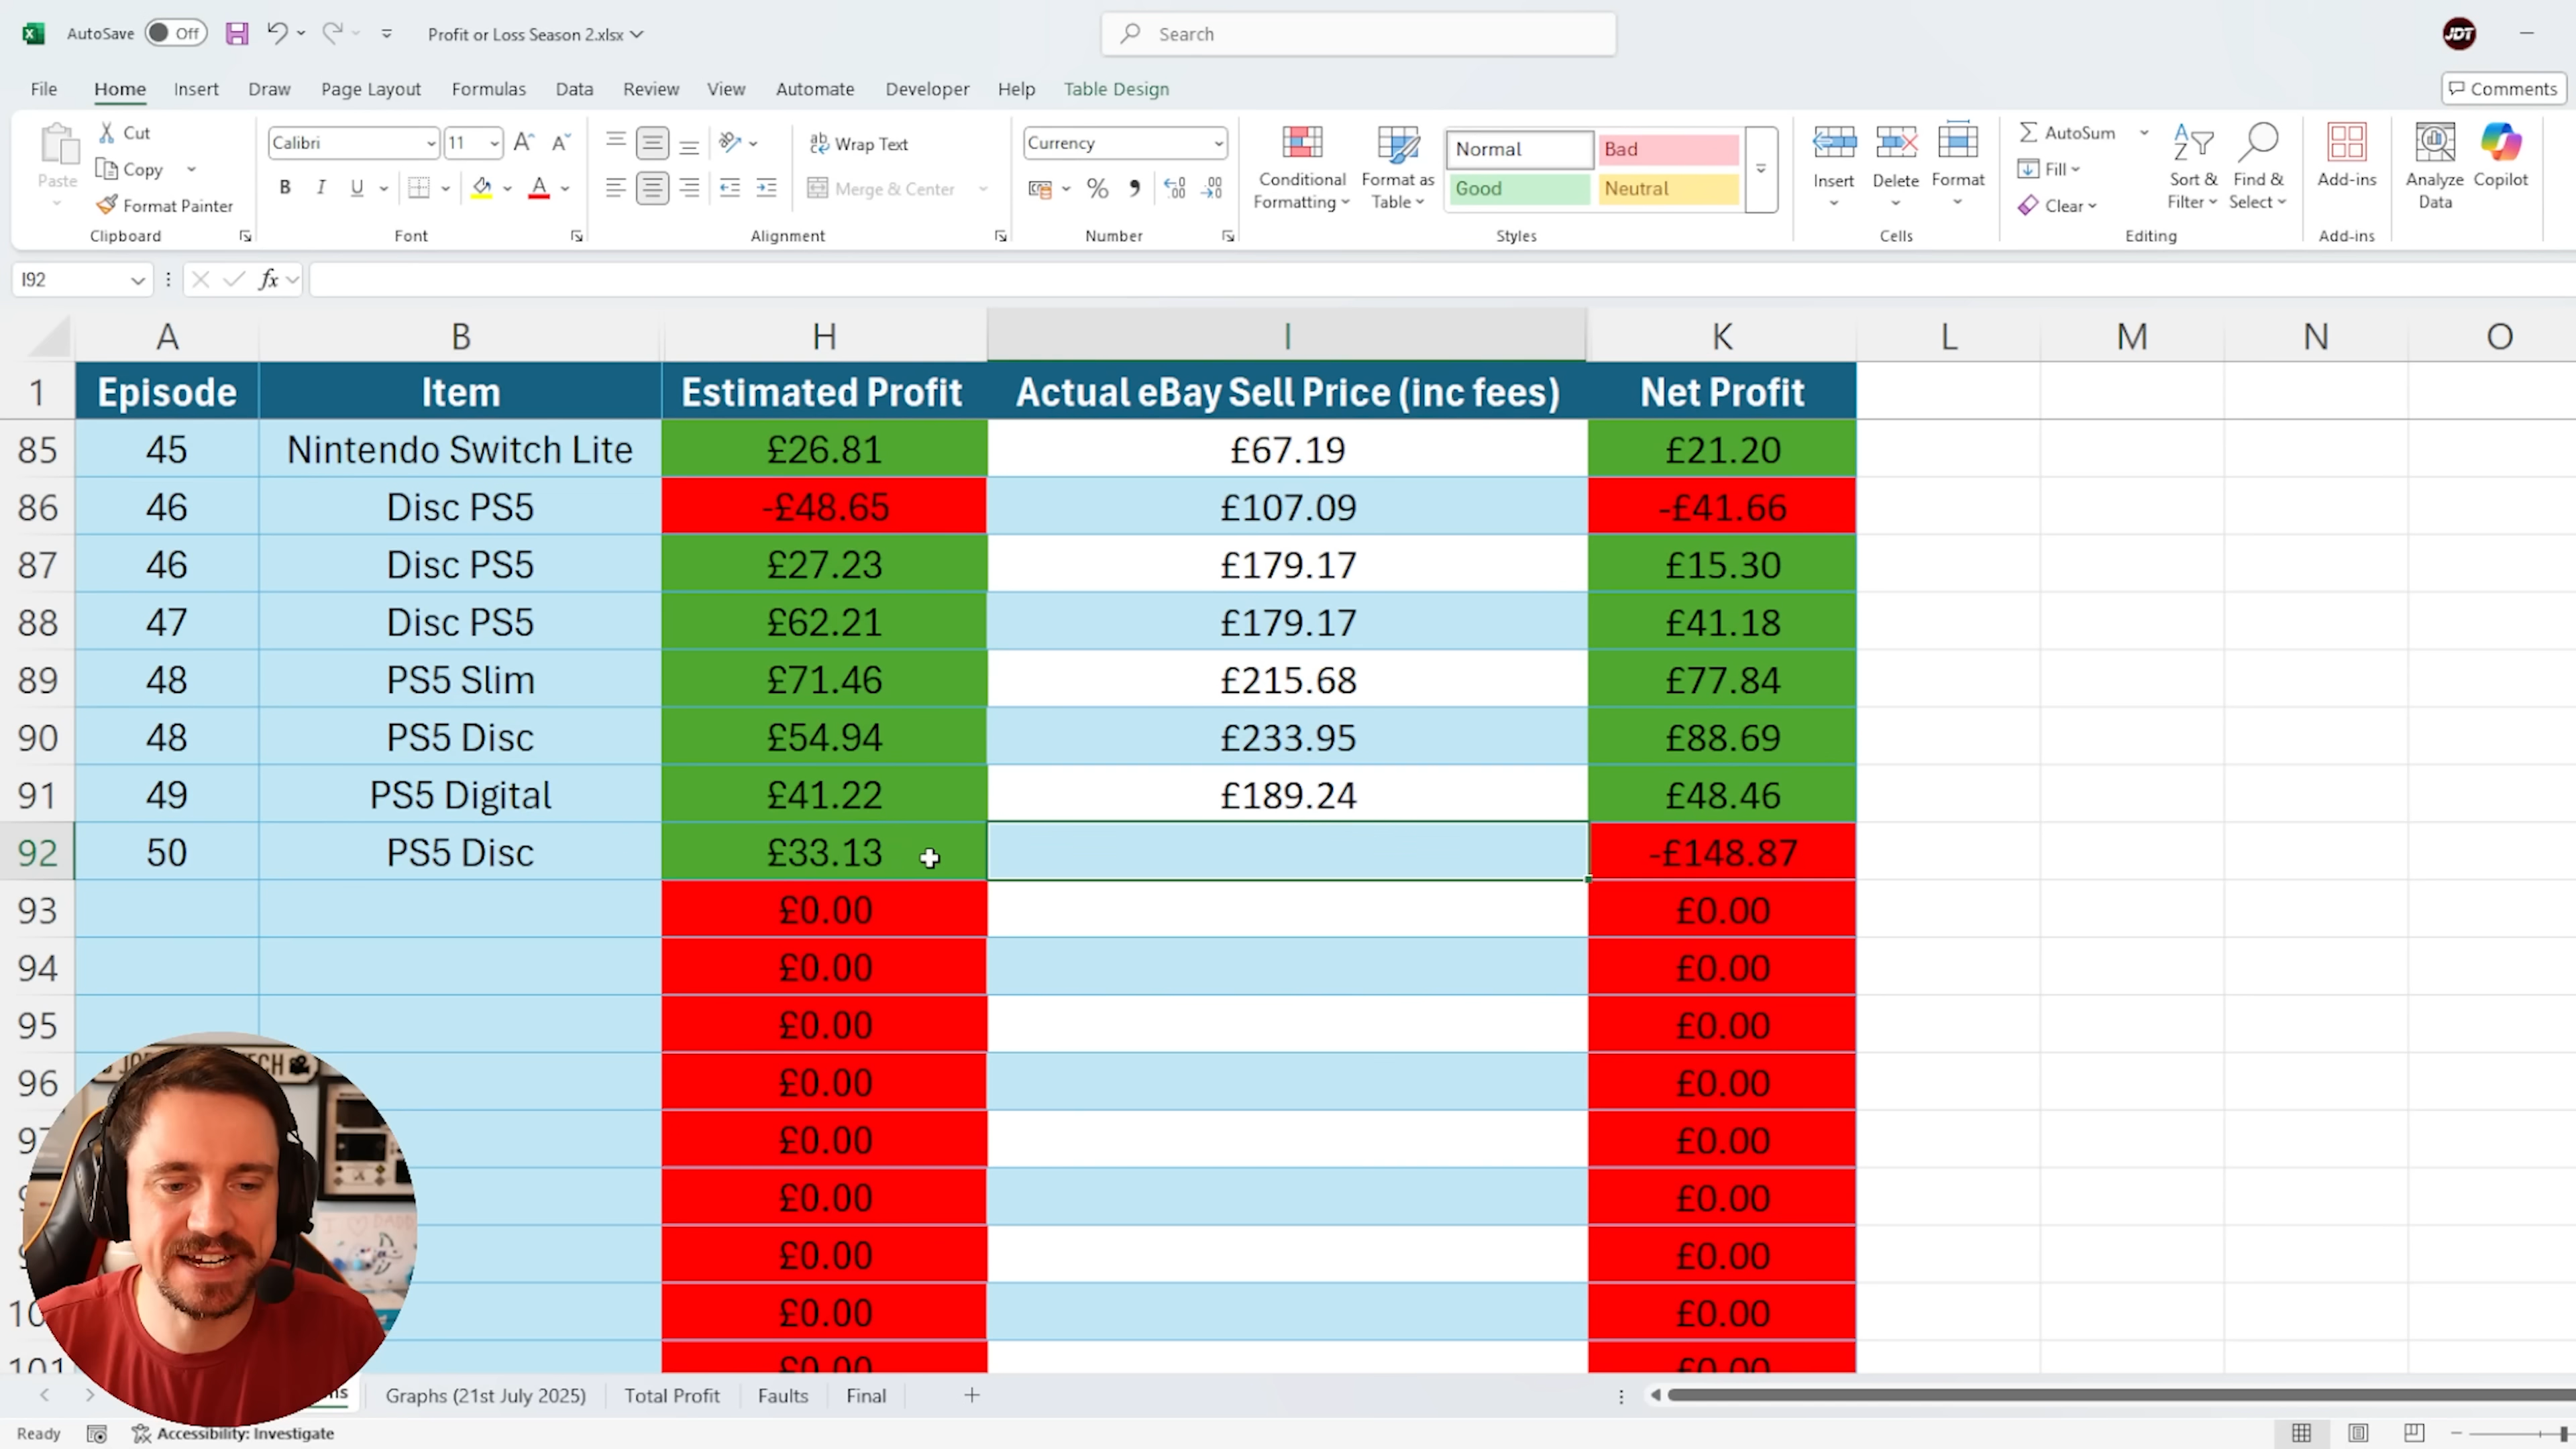 AutoSave Off Profit or Loss Season 2.xlsx Search JDT
File Home Insert Draw Page Layout Formulas Data Review View Automate Developer Help Table Design Comments
Paste Cut Copy Format Painter Clipboard
Calibri 11 B I U A Font
Wrap Text Merge & Center Alignment
Currency % Number
Conditional Formatting Format as Table Normal Bad Good Neutral Styles
Insert Delete Format Cells
AutoSum Fill Clear Sort & Filter Find & Select Editing
Add-ins Add-ins
Analyze Data Copilot
I92 fx
A B H I K L M N O
1 Episode Item Estimated Profit Actual eBay Sell Price (inc fees) Net Profit
85 45 Nintendo Switch Lite £26.81 £67.19 £21.20
86 46 Disc PS5 -£48.65 £107.09 -£41.66
87 46 Disc PS5 £27.23 £179.17 £15.30
88 47 Disc PS5 £62.21 £179.17 £41.18
89 48 PS5 Slim £71.46 £215.68 £77.84
90 48 PS5 Disc £54.94 £233.95 £88.69
91 49 PS5 Digital £41.22 £189.24 £48.46
92 50 PS5 Disc £33.13 -£148.87
93 £0.00 £0.00
94 £0.00 £0.00
95 £0.00 £0.00
96 £0.00 £0.00
£0.00 £0.00
£0.00 £0.00
£0.00 £0.00
£0.00 £0.00
101 £0.00 £0.00
Graphs (21st July 2025) Total Profit Faults Final
Ready Accessibility: Investigate